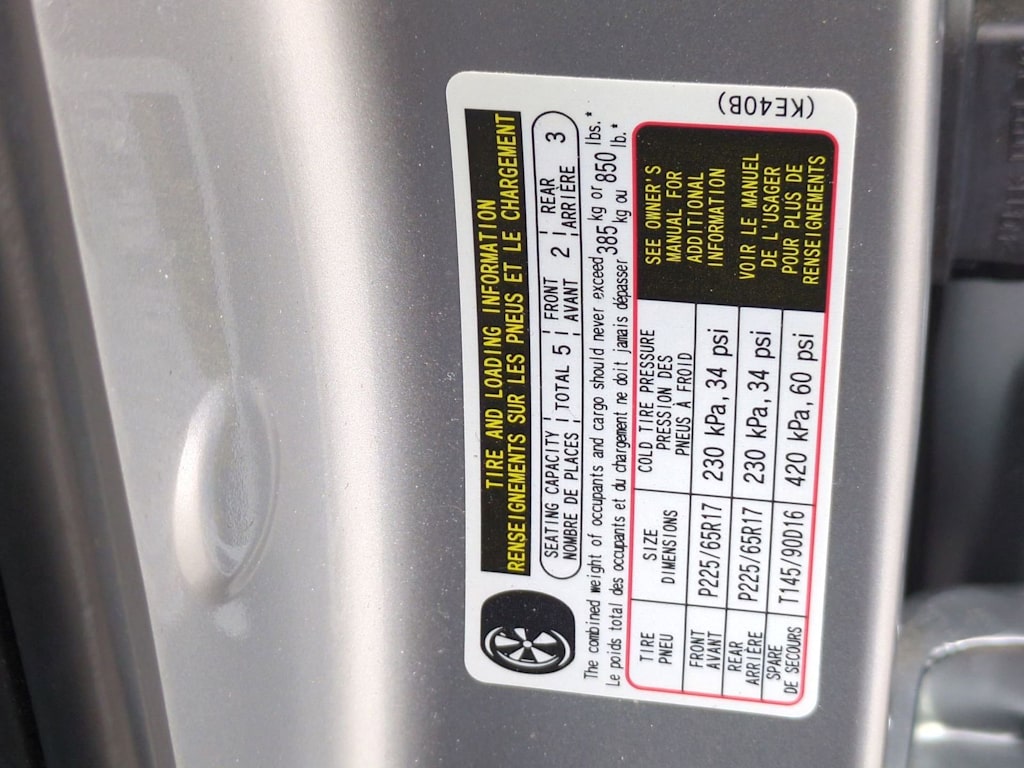 TIRE AND LOADING INFORMATION
RENSEIGNEMENTS SUR LES PNEUS ET LE CHARGEMENT
SEATING CAPACITY TOTAL 5 FRONT 2 REAR 3
NOMBRE DE PLACES AVANT ARRIÈRE
The combined weight of occupants and cargo should never exceed 385 kg or 850 lbs.*
Le poids total des occupants et du chargement ne doit jamais dépasser kg ou lb.*
TIRE SIZE COLD TIRE PRESSURE
PNEU DIMENSIONS PRESSION DES
PNEUS À FROID
FRONT P225/65R17 230 kPa, 34 psi
AVANT
REAR P225/65R17 230 kPa, 34 psi
ARRIÈRE
SPARE T145/90D16 420 kPa, 60 psi
DE SECOURS
SEE OWNER'S
MANUAL FOR
ADDITIONAL
INFORMATION
VOIR LE MANUEL
DE L'USAGER
POUR PLUS DE
RENSEIGNEMENTS
(KE40B)